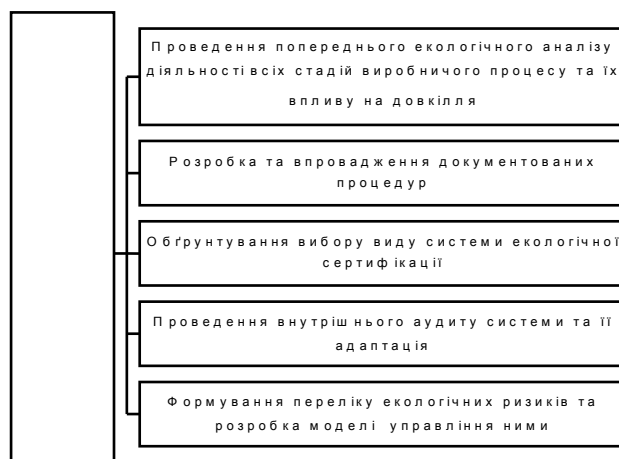 Проведення попереднього екологічного аналізу
діяльності всіх стадій виробничого процесу та їх
впливу на довкілля
Розробка та впровадження документованих
процедур
Обґрунтування вибору виду системи екологічної
сертифікації
Проведення внутрішнього аудиту системи та її
адаптація
Формування переліку екологічних ризиків та
розробка моделі управління ними